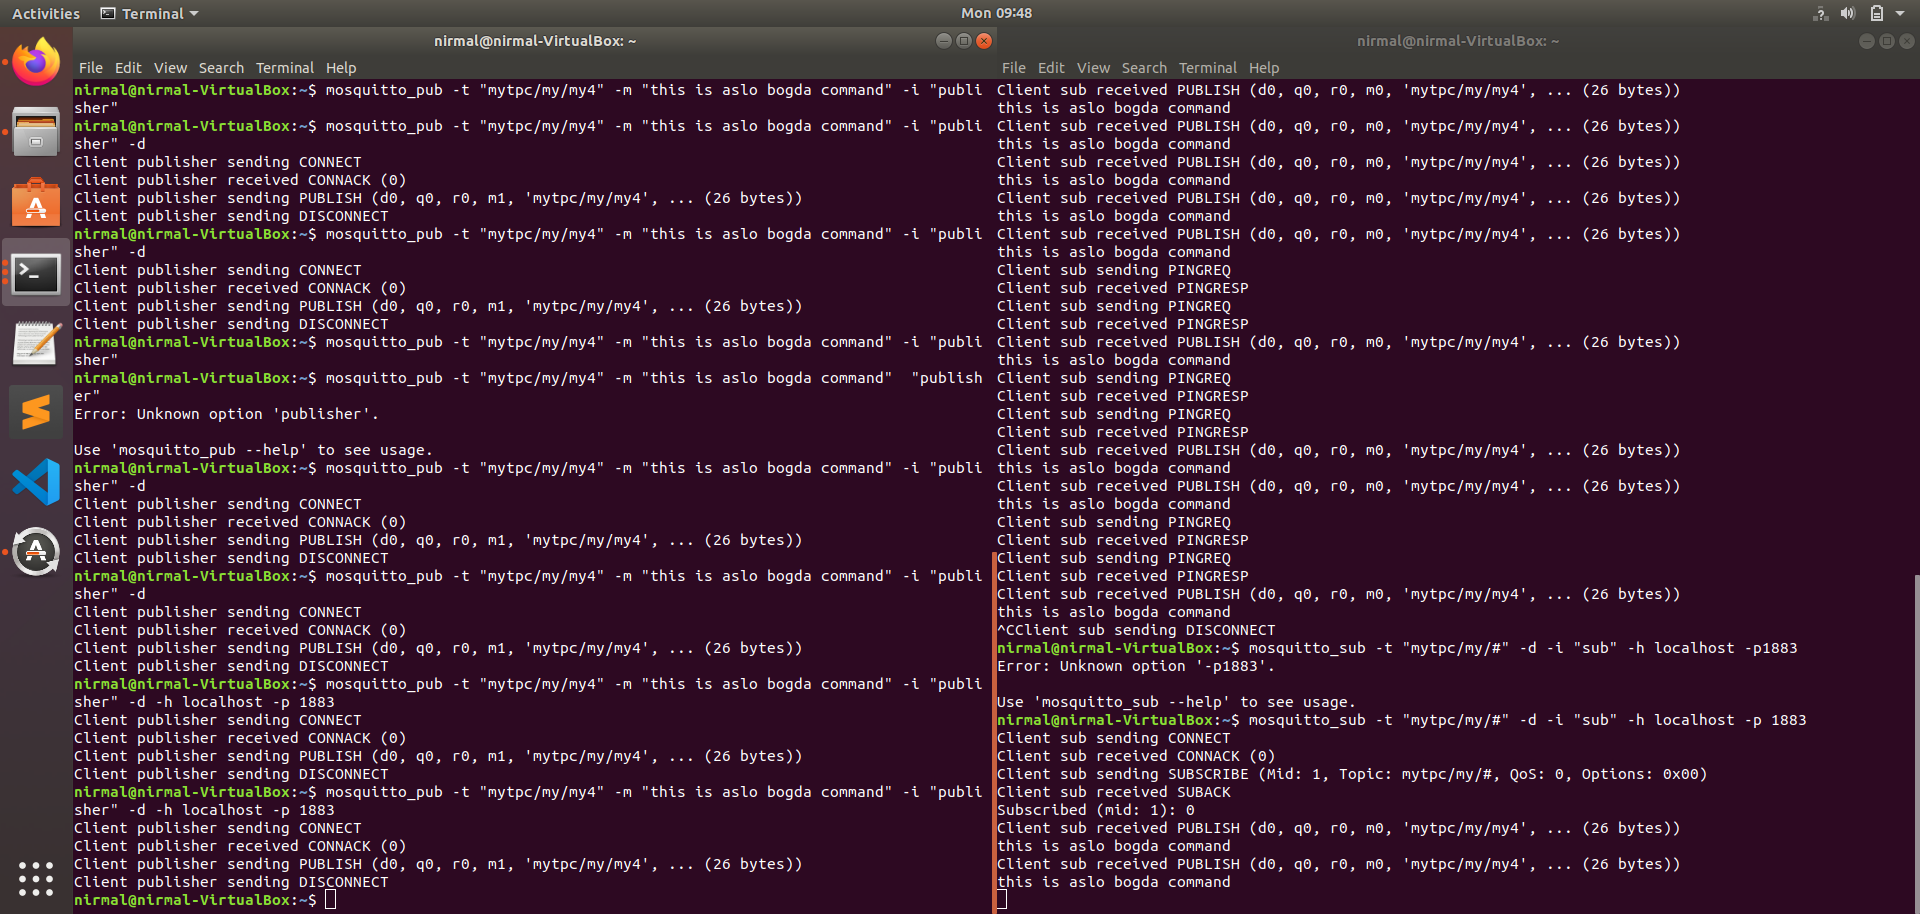 Activities Terminal Mon 09:48
nirmal@nirmal-VirtualBox: ~
File Edit View Search Terminal Help
nirmal@nirmal-VirtualBox:~$ mosquitto_pub -t "mytpc/my/my4" -m "this is aslo bogda command" -i "publi
sher"
nirmal@nirmal-VirtualBox:~$ mosquitto_pub -t "mytpc/my/my4" -m "this is aslo bogda command" -i "publi
sher" -d
Client publisher sending CONNECT
Client publisher received CONNACK (0)
Client publisher sending PUBLISH (d0, q0, r0, m1, 'mytpc/my/my4', ... (26 bytes))
Client publisher sending DISCONNECT
nirmal@nirmal-VirtualBox:~$ mosquitto_pub -t "mytpc/my/my4" -m "this is aslo bogda command" -i "publi
sher" -d
Client publisher sending CONNECT
Client publisher received CONNACK (0)
Client publisher sending PUBLISH (d0, q0, r0, m1, 'mytpc/my/my4', ... (26 bytes))
Client publisher sending DISCONNECT
nirmal@nirmal-VirtualBox:~$ mosquitto_pub -t "mytpc/my/my4" -m "this is aslo bogda command" -i "publi
sher"
nirmal@nirmal-VirtualBox:~$ mosquitto_pub -t "mytpc/my/my4" -m "this is aslo bogda command"  "publish
er"
Error: Unknown option 'publisher'.

Use 'mosquitto_pub --help' to see usage.
nirmal@nirmal-VirtualBox:~$ mosquitto_pub -t "mytpc/my/my4" -m "this is aslo bogda command" -i "publi
sher" -d
Client publisher sending CONNECT
Client publisher received CONNACK (0)
Client publisher sending PUBLISH (d0, q0, r0, m1, 'mytpc/my/my4', ... (26 bytes))
Client publisher sending DISCONNECT
nirmal@nirmal-VirtualBox:~$ mosquitto_pub -t "mytpc/my/my4" -m "this is aslo bogda command" -i "publi
sher" -d
Client publisher sending CONNECT
Client publisher received CONNACK (0)
Client publisher sending PUBLISH (d0, q0, r0, m1, 'mytpc/my/my4', ... (26 bytes))
Client publisher sending DISCONNECT
nirmal@nirmal-VirtualBox:~$ mosquitto_pub -t "mytpc/my/my4" -m "this is aslo bogda command" -i "publi
sher" -d -h localhost -p 1883
Client publisher sending CONNECT
Client publisher received CONNACK (0)
Client publisher sending PUBLISH (d0, q0, r0, m1, 'mytpc/my/my4', ... (26 bytes))
Client publisher sending DISCONNECT
nirmal@nirmal-VirtualBox:~$ mosquitto_pub -t "mytpc/my/my4" -m "this is aslo bogda command" -i "publi
sher" -d -h localhost -p 1883
Client publisher sending CONNECT
Client publisher received CONNACK (0)
Client publisher sending PUBLISH (d0, q0, r0, m1, 'mytpc/my/my4', ... (26 bytes))
Client publisher sending DISCONNECT
nirmal@nirmal-VirtualBox:~$
nirmal@nirmal-VirtualBox: ~
File Edit View Search Terminal Help
Client sub received PUBLISH (d0, q0, r0, m0, 'mytpc/my/my4', ... (26 bytes))
this is aslo bogda command
Client sub received PUBLISH (d0, q0, r0, m0, 'mytpc/my/my4', ... (26 bytes))
this is aslo bogda command
Client sub received PUBLISH (d0, q0, r0, m0, 'mytpc/my/my4', ... (26 bytes))
this is aslo bogda command
Client sub received PUBLISH (d0, q0, r0, m0, 'mytpc/my/my4', ... (26 bytes))
this is aslo bogda command
Client sub received PUBLISH (d0, q0, r0, m0, 'mytpc/my/my4', ... (26 bytes))
this is aslo bogda command
Client sub sending PINGREQ
Client sub received PINGRESP
Client sub sending PINGREQ
Client sub received PINGRESP
Client sub received PUBLISH (d0, q0, r0, m0, 'mytpc/my/my4', ... (26 bytes))
this is aslo bogda command
Client sub sending PINGREQ
Client sub received PINGRESP
Client sub sending PINGREQ
Client sub received PINGRESP
Client sub received PUBLISH (d0, q0, r0, m0, 'mytpc/my/my4', ... (26 bytes))
this is aslo bogda command
Client sub received PUBLISH (d0, q0, r0, m0, 'mytpc/my/my4', ... (26 bytes))
this is aslo bogda command
Client sub sending PINGREQ
Client sub received PINGRESP
Client sub sending PINGREQ
Client sub received PINGRESP
Client sub received PUBLISH (d0, q0, r0, m0, 'mytpc/my/my4', ... (26 bytes))
this is aslo bogda command
^CClient sub sending DISCONNECT
nirmal@nirmal-VirtualBox:~$ mosquitto_sub -t "mytpc/my/#" -d -i "sub" -h localhost -p1883
Error: Unknown option '-p1883'.

Use 'mosquitto_sub --help' to see usage.
nirmal@nirmal-VirtualBox:~$ mosquitto_sub -t "mytpc/my/#" -d -i "sub" -h localhost -p 1883
Client sub sending CONNECT
Client sub received CONNACK (0)
Client sub sending SUBSCRIBE (Mid: 1, Topic: mytpc/my/#, QoS: 0, Options: 0x00)
Client sub received SUBACK
Subscribed (mid: 1): 0
Client sub received PUBLISH (d0, q0, r0, m0, 'mytpc/my/my4', ... (26 bytes))
this is aslo bogda command
Client sub received PUBLISH (d0, q0, r0, m0, 'mytpc/my/my4', ... (26 bytes))
this is aslo bogda command